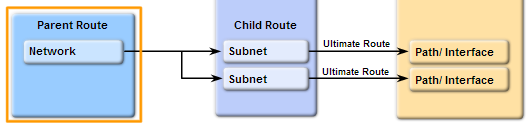 Parent Route
Child Route
Network
Subnet
Ultimate Route
Path/ Interface
Subnet
Ultimate Route
Path/ Interface